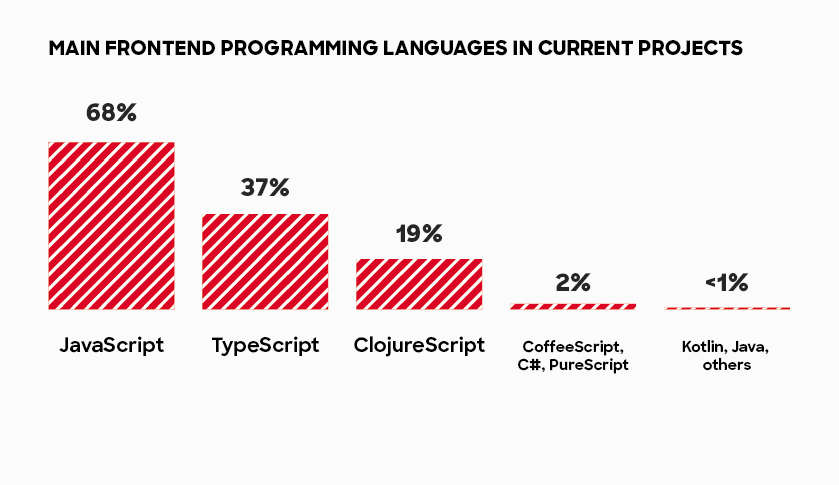 MAIN FRONTEND PROGRAMMING LANGUAGES IN CURRENT PROJECTS
68%
37%
19%
2%
<1%
JavaScript
TypeScript
ClojureScript
CoffeeScript,
C#, PureScript
Kotlin, Java,
others